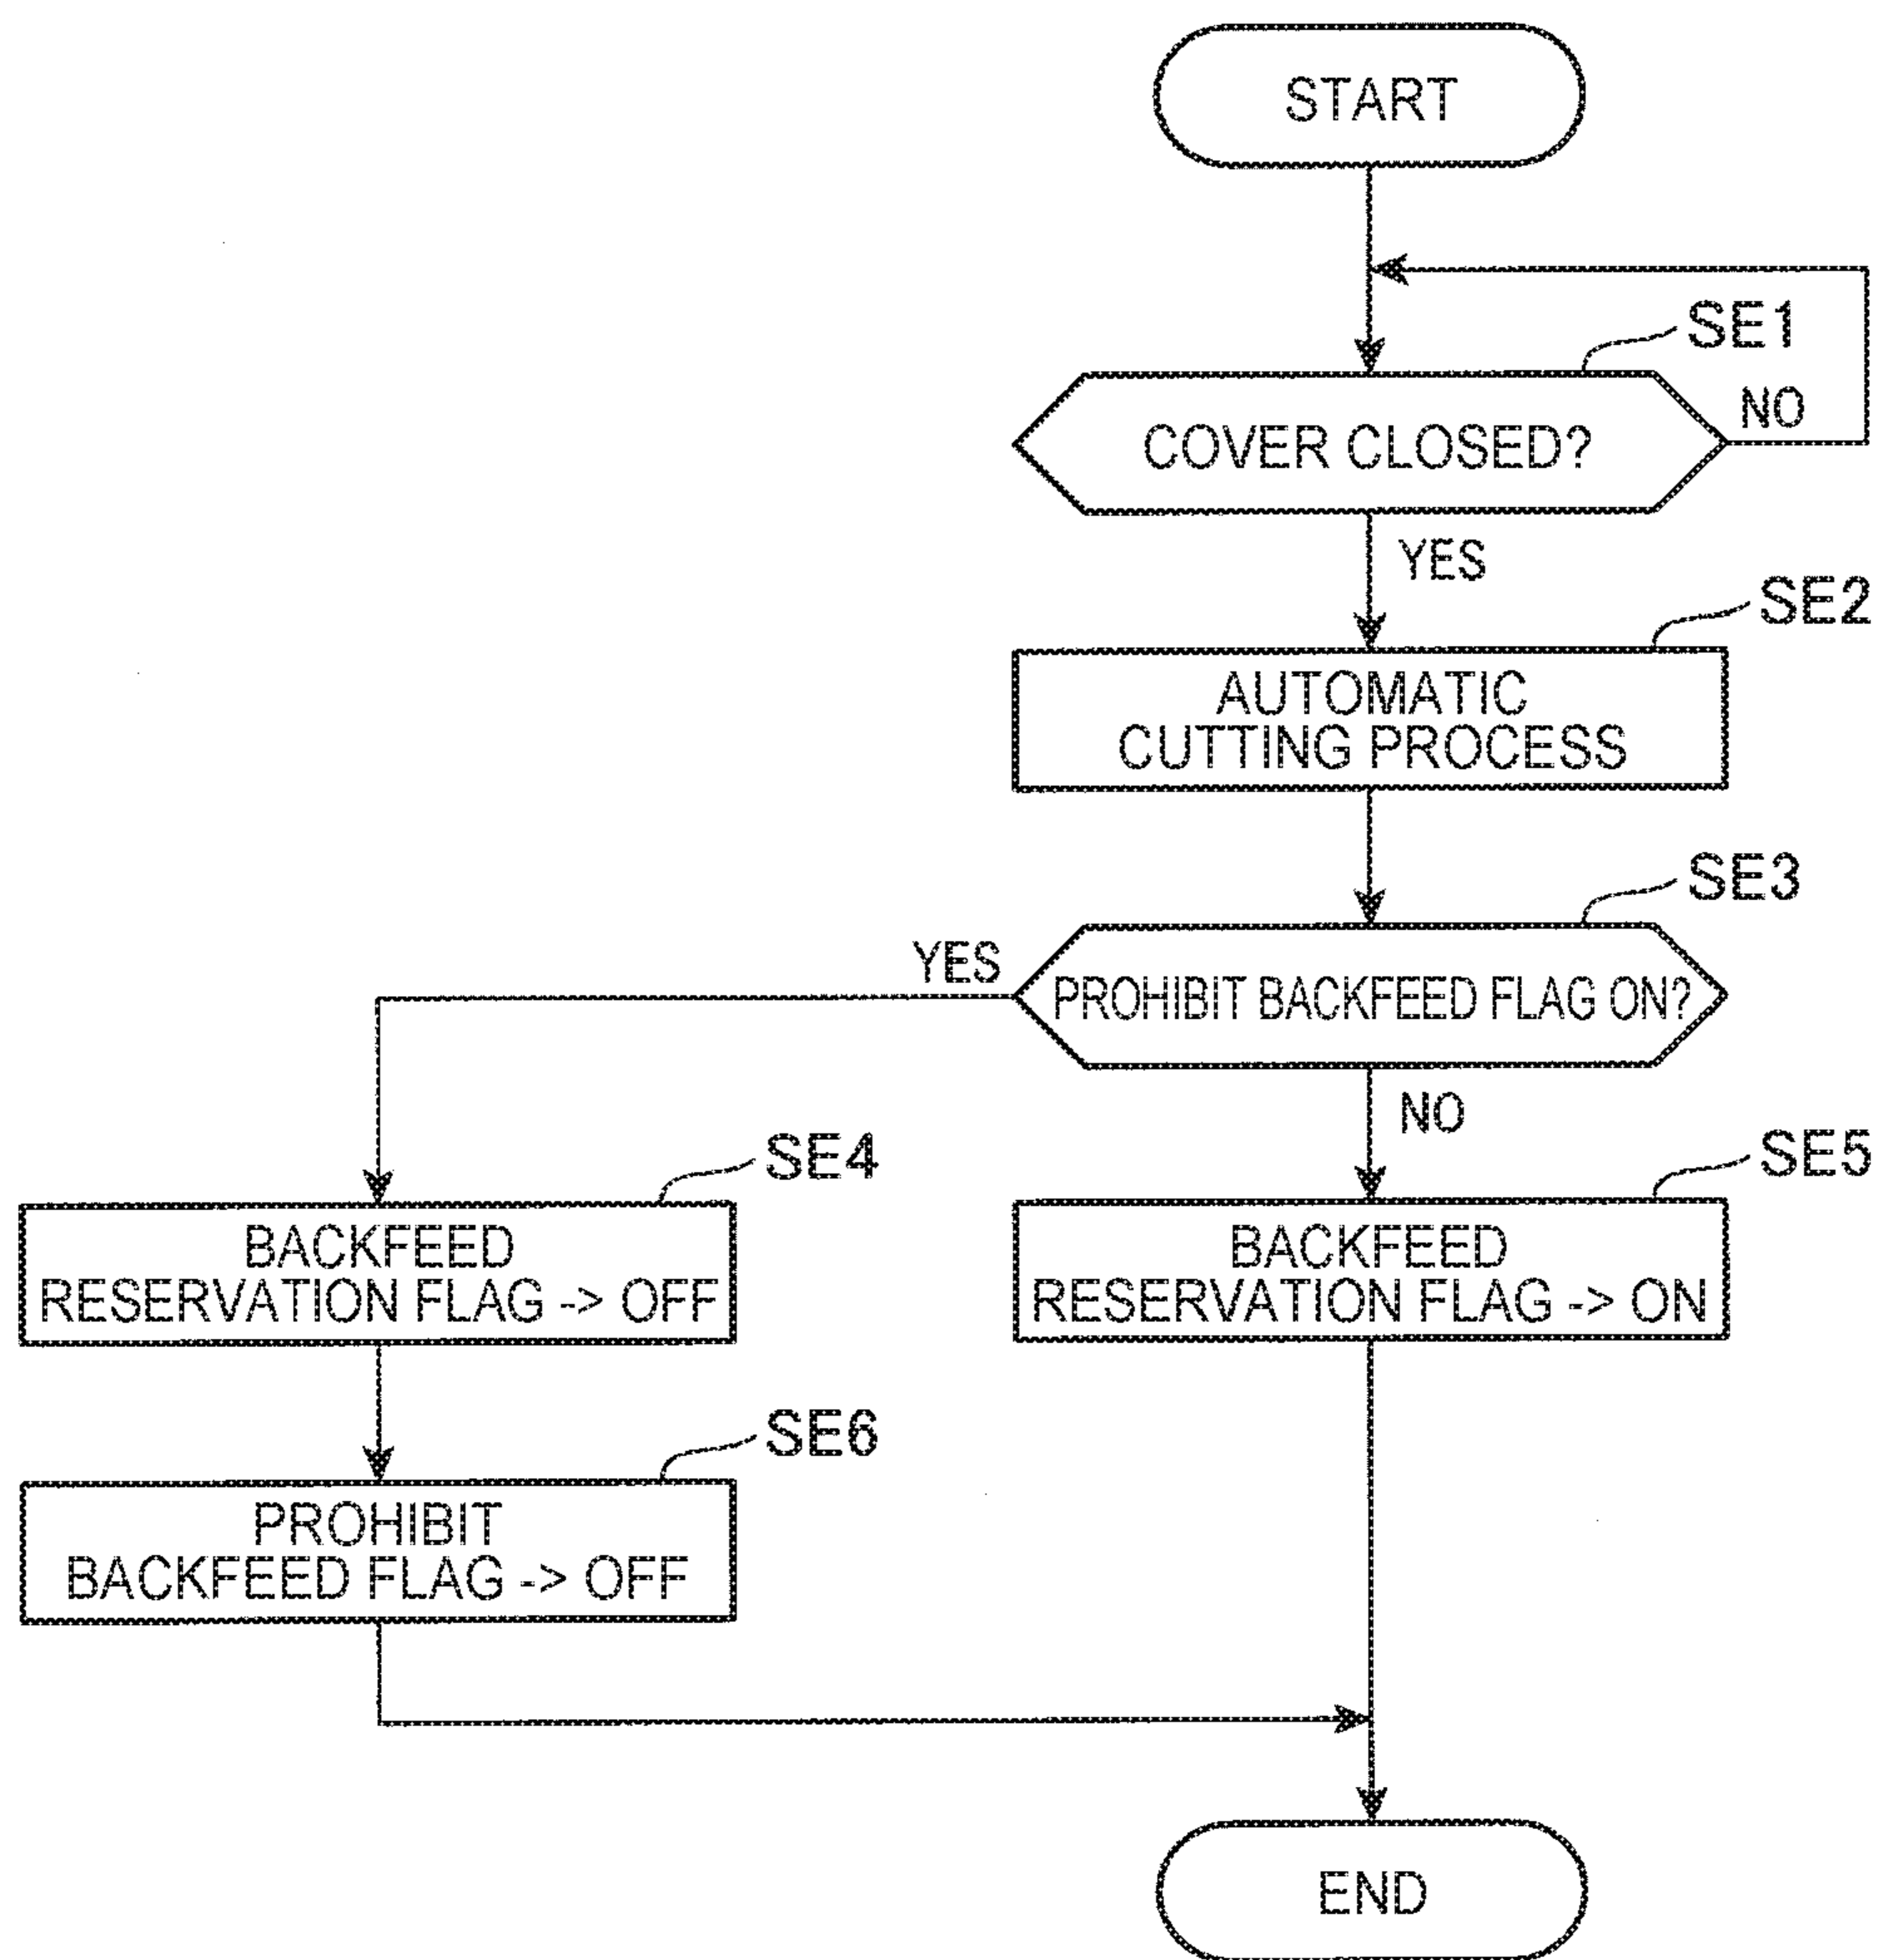 START
SE1
NO
COVER CLOSED?
YES
SE2
AUTOMATIC
CUTTING PROCESS
SE3
YES
PROHIBIT BACKFEED FLAG ON?
NO
SE4
BACKFEED
RESERVATION FLAG -> OFF
SE5
BACKFEED
RESERVATION FLAG -> ON
SE6
PROHIBIT
BACKFEED FLAG -> OFF
END